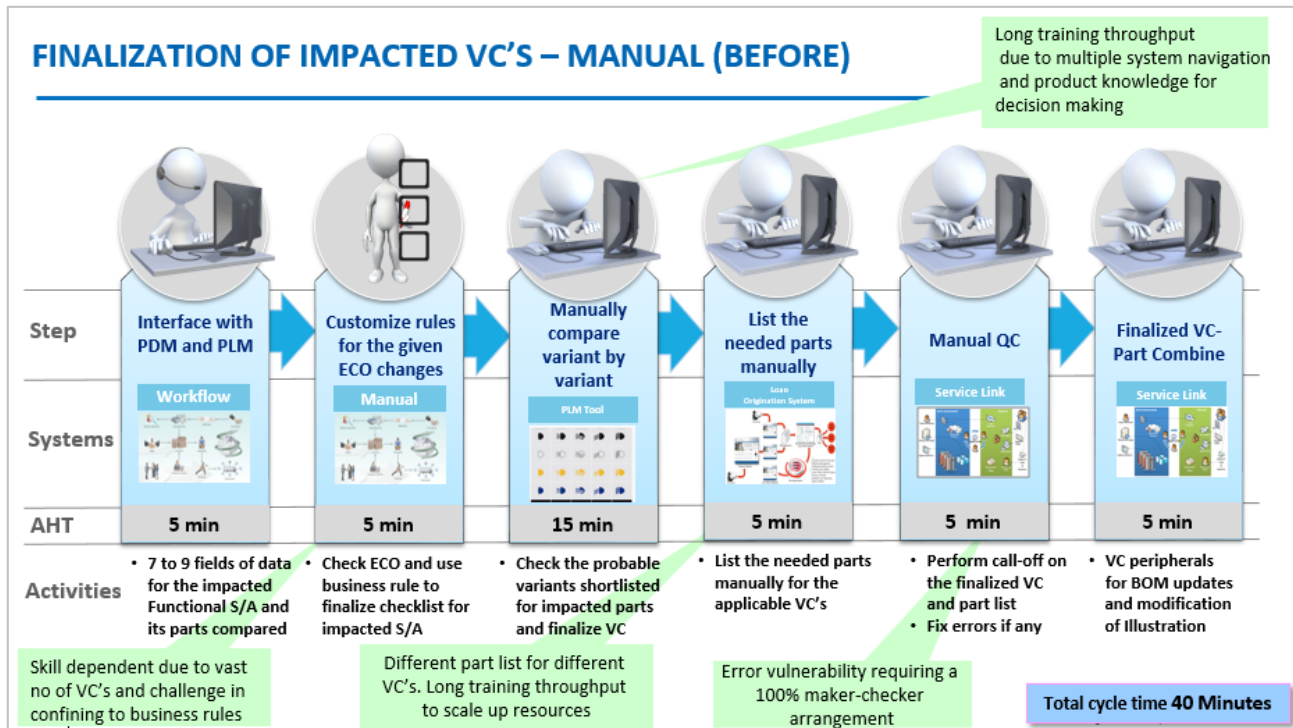 FINALIZATION OF IMPACTED VC'S – MANUAL (BEFORE)
Long training throughput
due to multiple system navigation
and product knowledge for
decision making
Step
Interface with
PDM and PLM
Customize rules
for the given
ECO changes
Manually
compare
variant by
variant
List the
needed parts
manually
Manual QC
Finalized VC-
Part Combine
Systems
Workflow
Manual
PLM Tool
Loan
Origination System
Service Link
Service Link
AHT
5 min
5 min
15 min
5 min
5 min
5 min
Activities
• 7 to 9 fields of data
for the impacted
Functional S/A and
its parts compared
• Check ECO and use
business rule to
finalize checklist for
impacted S/A
• Check the probable
variants shortlisted
for impacted parts
and finalize VC
• List the needed parts
manually for the
applicable VC's
• Perform call-off on
the finalized VC
and part list
• Fix errors if any
• VC peripherals
for BOM updates
and modification
of Illustration
Skill dependent due to vast
no of VC's and challenge in
confining to business rules
Different part list for different
VC's. Long training throughput
to scale up resources
Error vulnerability requiring a
100% maker-checker
arrangement
Total cycle time 40 Minutes